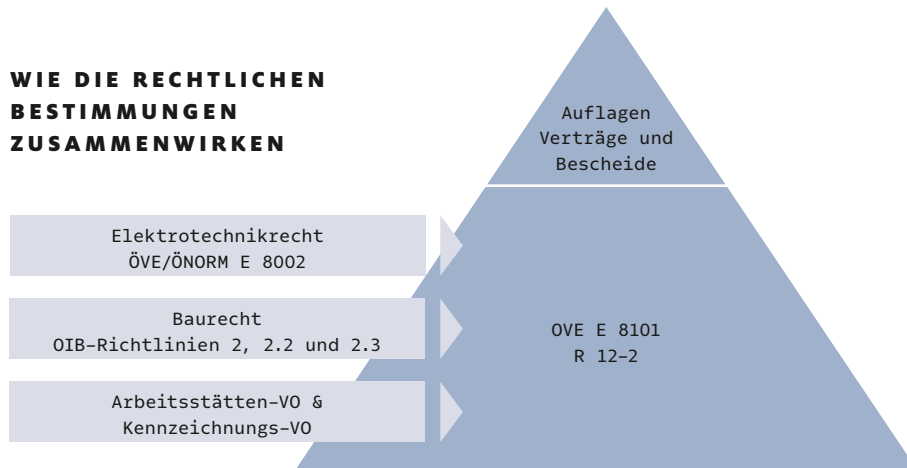 WIE DIE RECHTLICHEN
BESTIMMUNGEN
ZUSAMMENWIRKEN
Auflagen
Verträge und
Bescheide
Elektrotechnikrecht
ÖVE/ÖNORM E 8002
Baurecht
OIB-Richtlinien 2, 2.2 und 2.3
Arbeitsstätten-VO &
Kennzeichnungs-VO
OVE E 8101
R 12-2